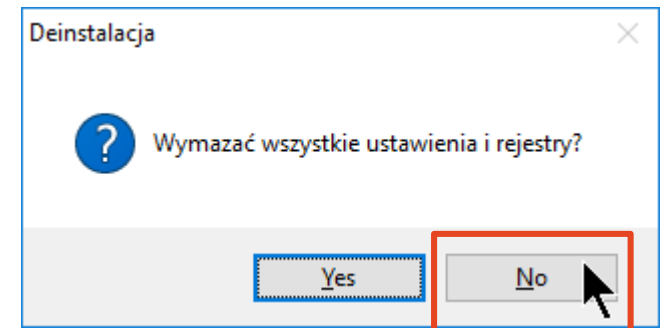 Deinstalacja
Wymazać wszystkie ustawienia i rejestry?
Yes
No